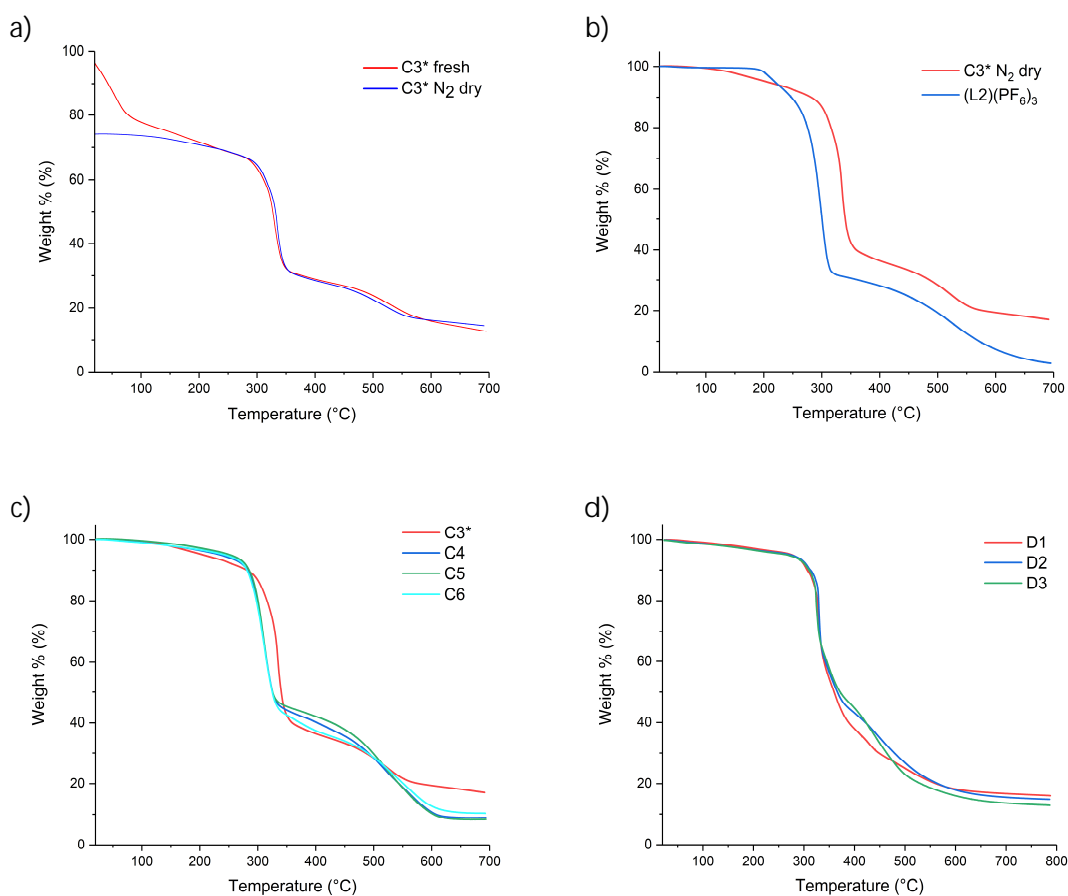 a)
C3* fresh
C3* N2 dry
Weight % (%)
100
80
60
40
20
0
100 200 300 400 500 600 700
Temperature (°C)
b)
C3* N2 dry
(L2)(PF6)3
Weight % (%)
100
80
60
40
20
0
100 200 300 400 500 600 700
Temperature (°C)
c)
C3*
C4
C5
C6
Weight % (%)
100
80
60
40
20
0
100 200 300 400 500 600 700
Temperature (°C)
d)
D1
D2
D3
Weight % (%)
100
80
60
40
20
0
100 200 300 400 500 600 700 800
Temperature (°C)